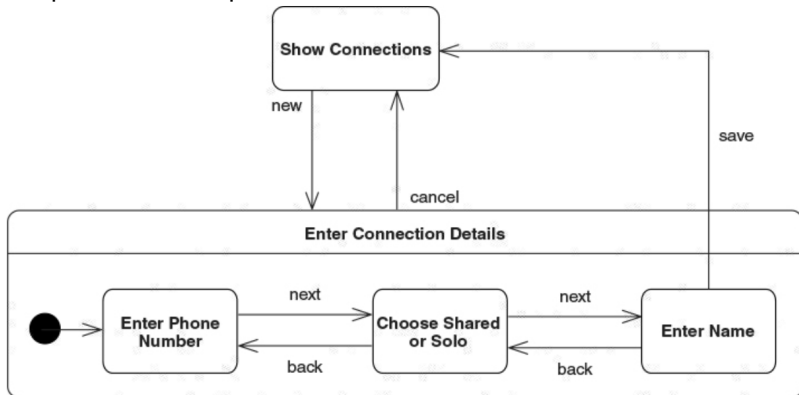 Show Connections
new
save
cancel
Enter Connection Details
next
next
Enter Phone
Number
Choose Shared
or Solo
Enter Name
back
back